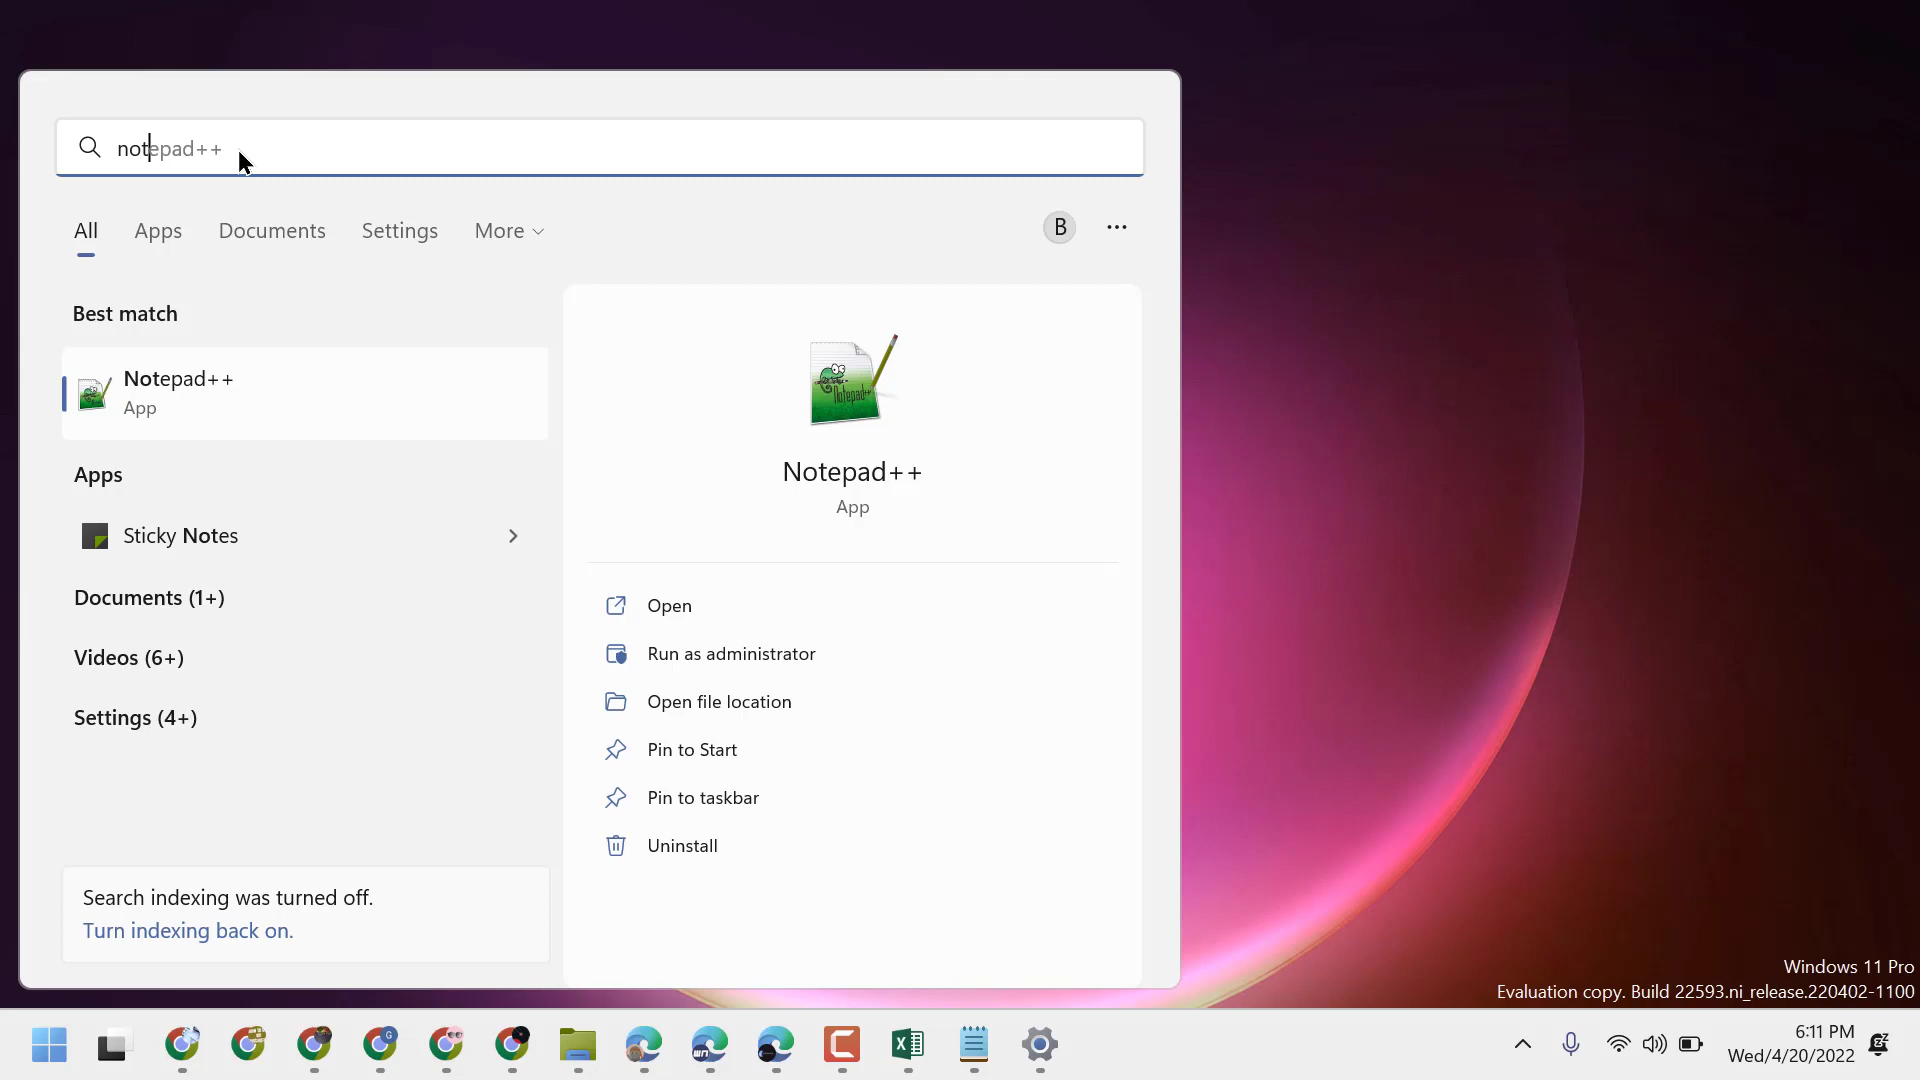 notepad++
All Apps Documents Settings More
B
Best match
Notepad++
App
Apps
Sticky Notes
Documents (1+)
Videos (6+)
Settings (4+)
Search indexing was turned off.
Turn indexing back on.
Notepad++
Notepad++
App
Open
Run as administrator
Open file location
Pin to Start
Pin to taskbar
Uninstall
Windows 11 Pro
Evaluation copy. Build 22593.ni_release.220402-1100
G
6:11 PM
Wed/4/20/2022